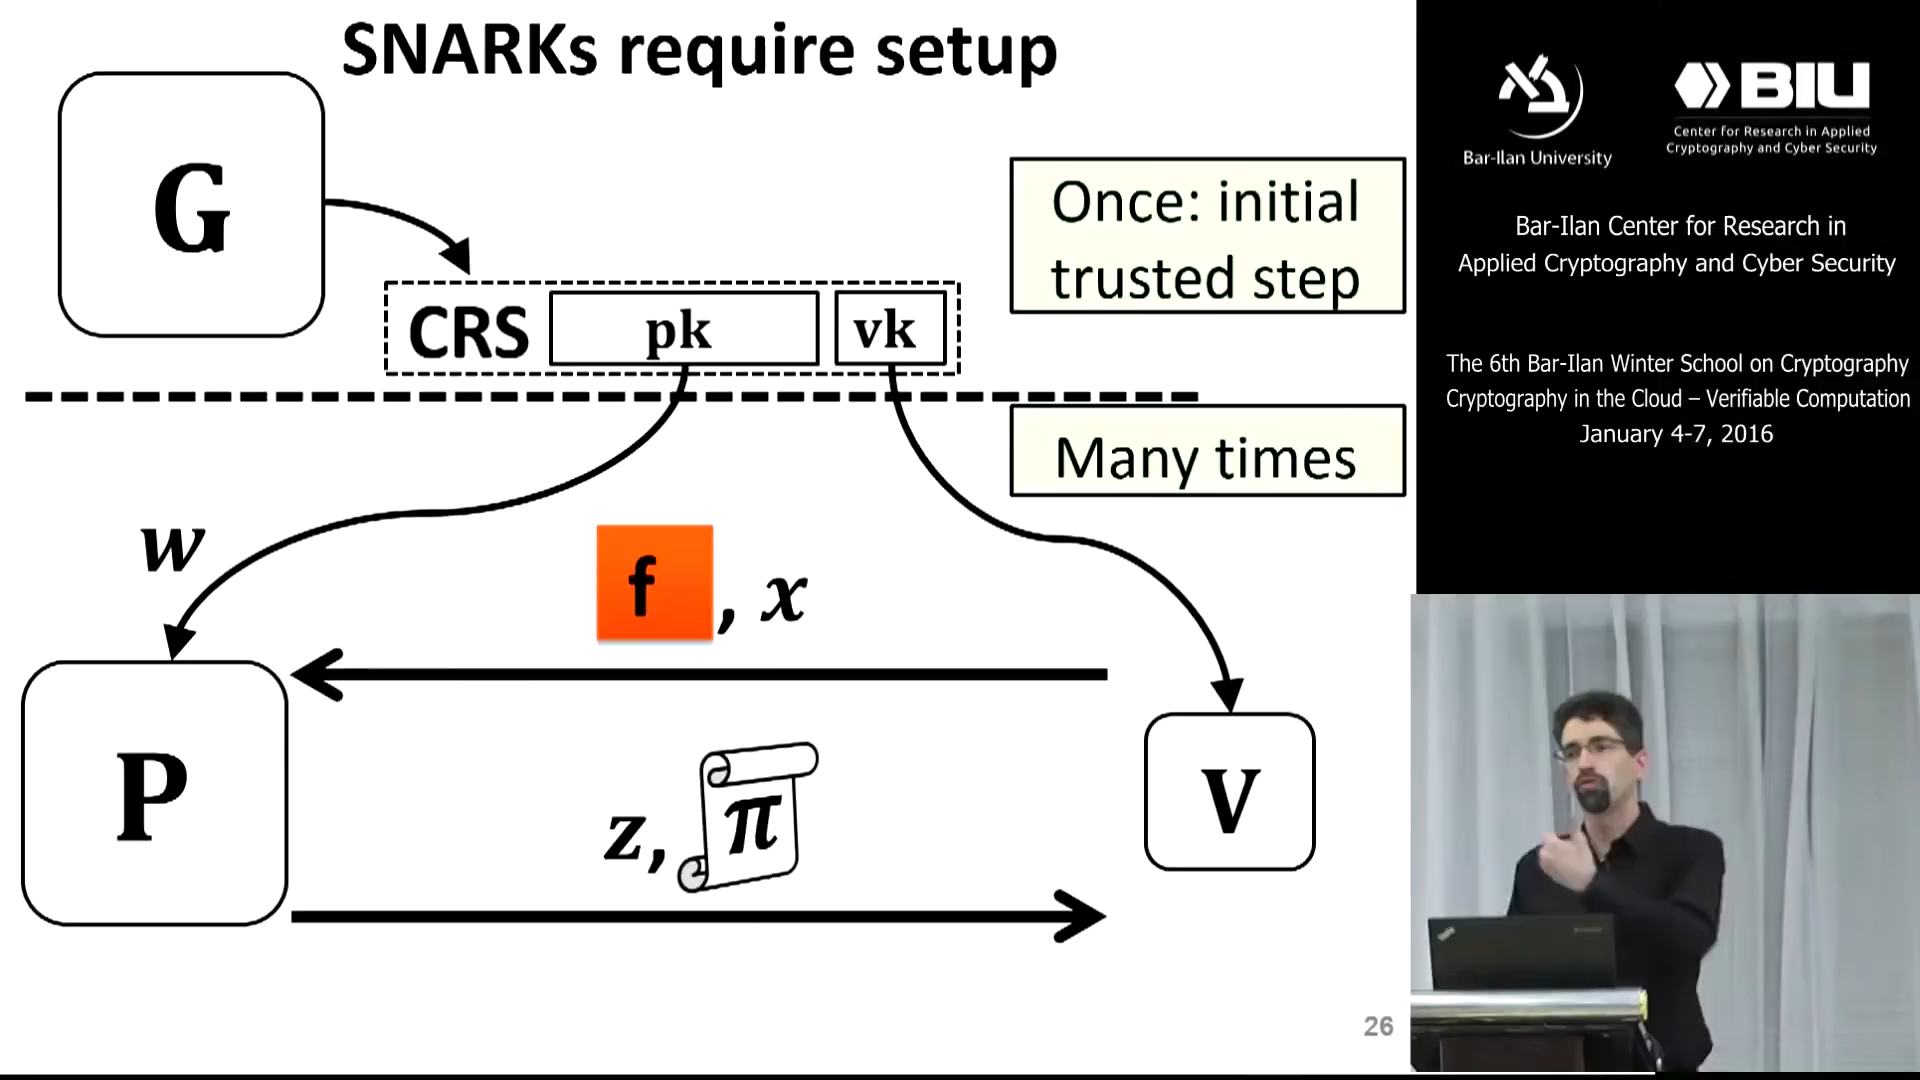 SNARKs require setup
G
Once: initial
trusted step
CRS
pk
vk
Many times
w
f , x
P
V
z, π
26
Bar-Ilan University
BIU
Center for Research in Applied
Cryptography and Cyber Security
Bar-Ilan Center for Research in
Applied Cryptography and Cyber Security
The 6th Bar-Ilan Winter School on Cryptography
Cryptography in the Cloud – Verifiable Computation
January 4-7, 2016